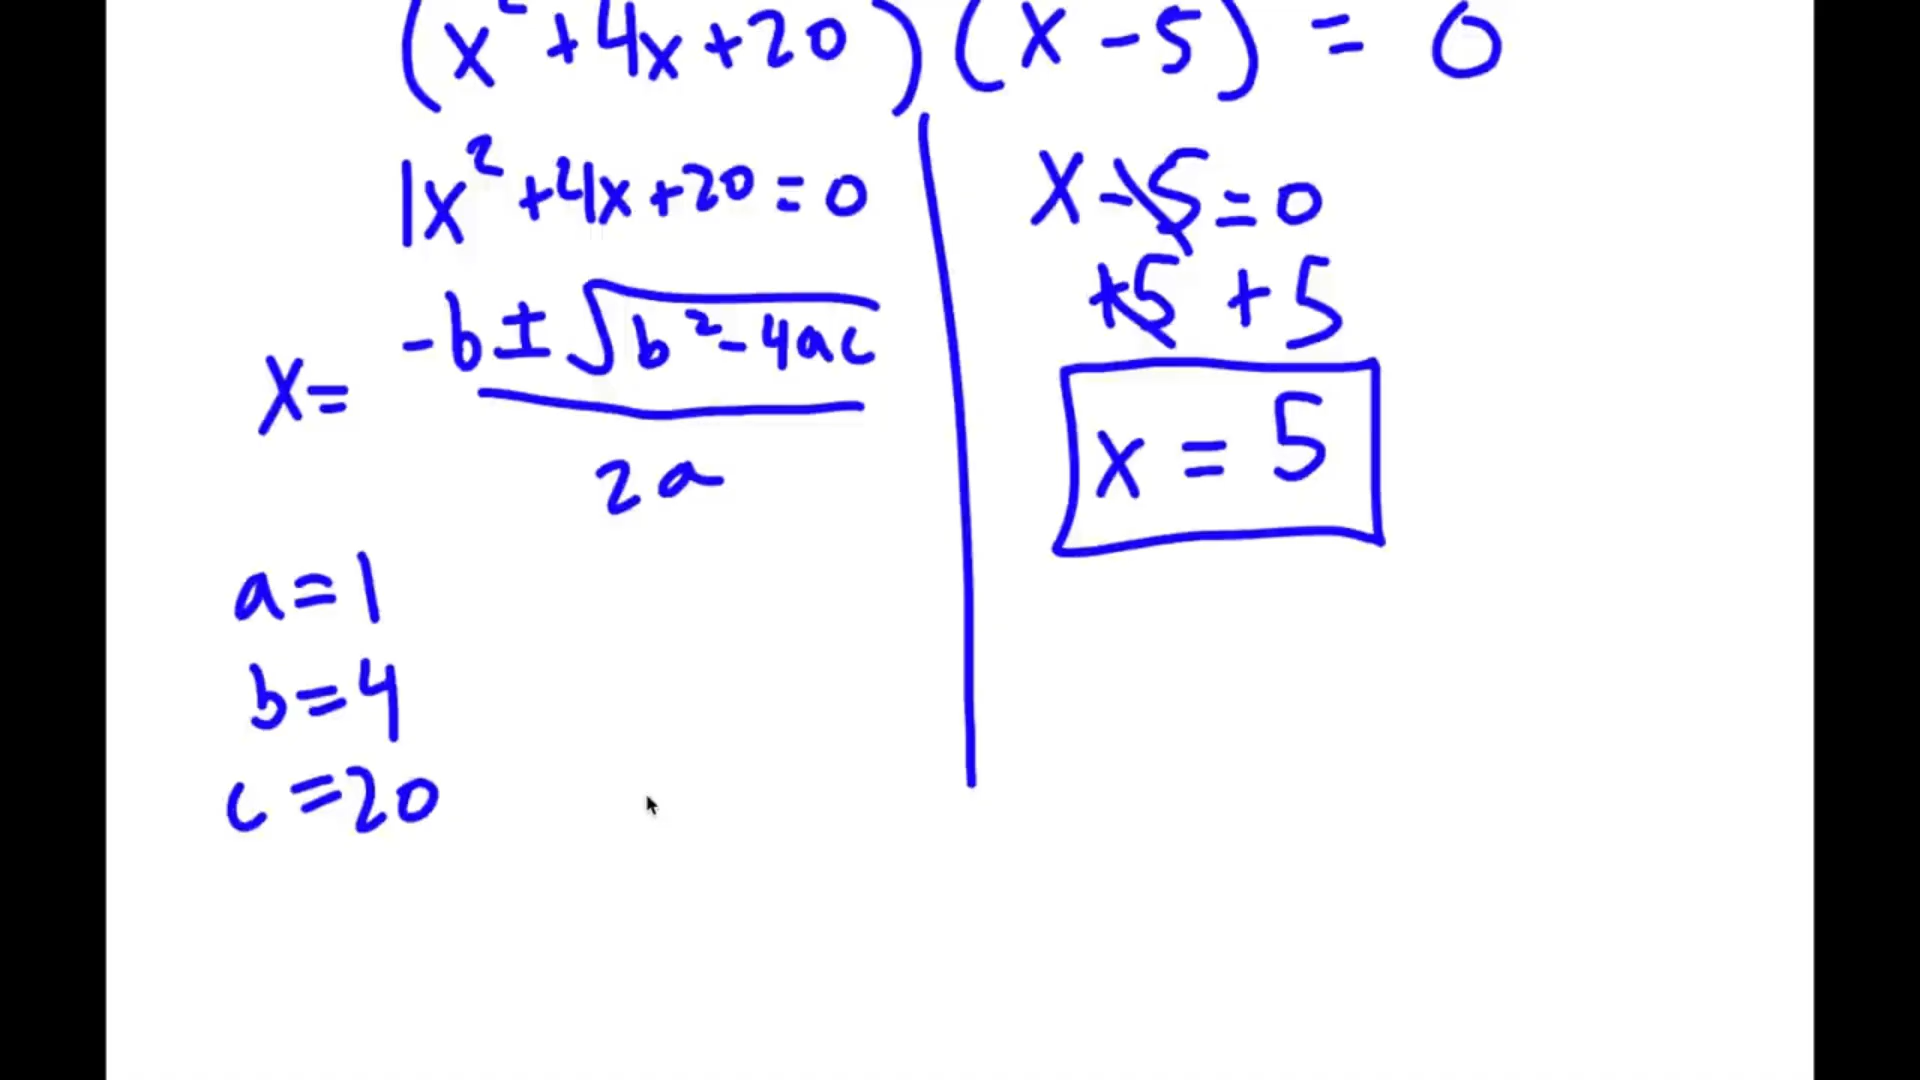 (x² + 4x + 20)(x - 5) = 0
1x² + 4x + 20 = 0
x = -b ± √b² - 4ac / 2a
a = 1
b = 4
c = 20
x - 5 = 0
+5 +5
x = 5